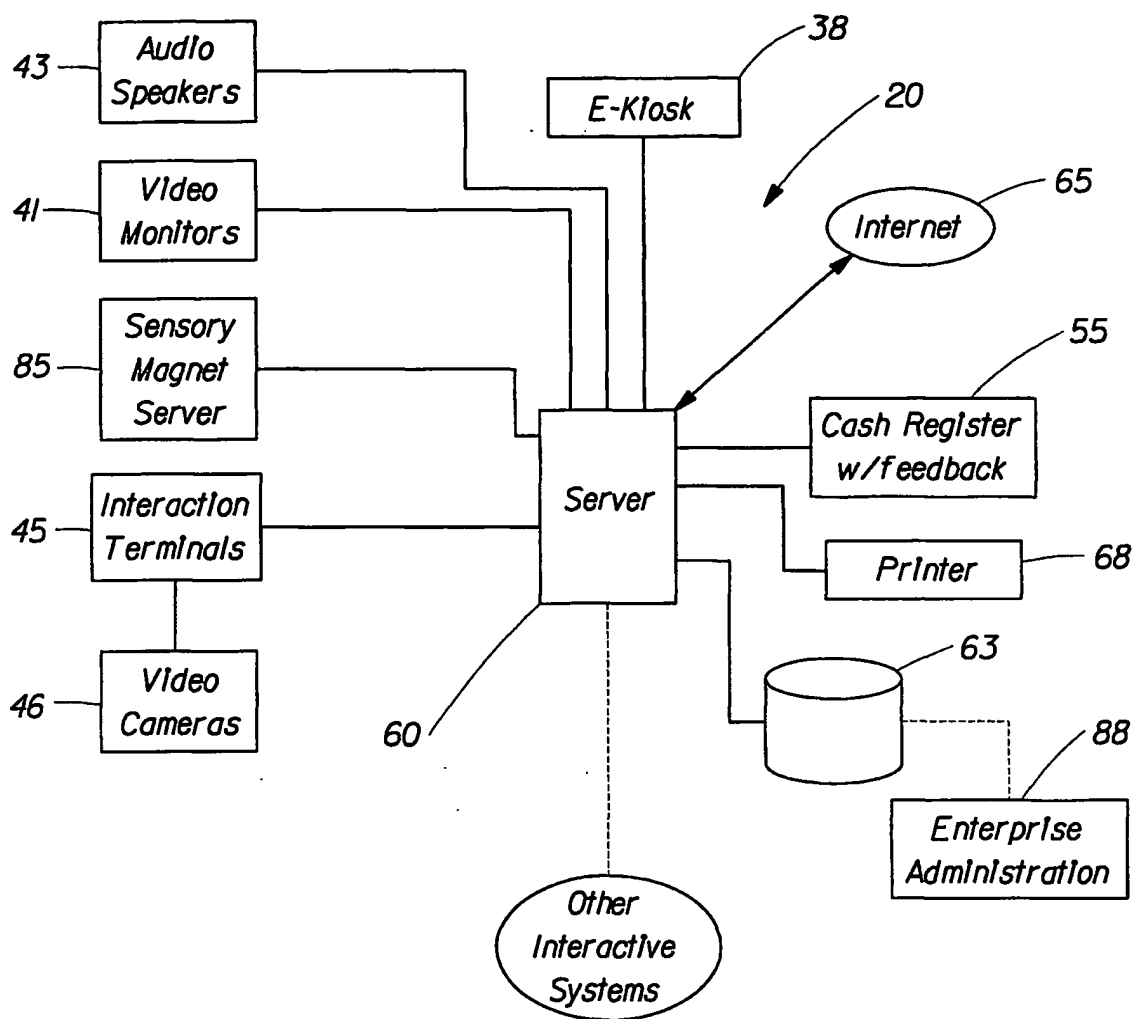 38
43
Audio
Speakers
E-Kiosk
20
65
41
Video
Monitors
Internet
85
Sensory
Magnet
Server
55
Cash Register
w/feedback
45
Interaction
Terminals
Server
Printer
68
46
Video
Cameras
60
63
88
Enterprise
Administration
Other
Interactive
Systems